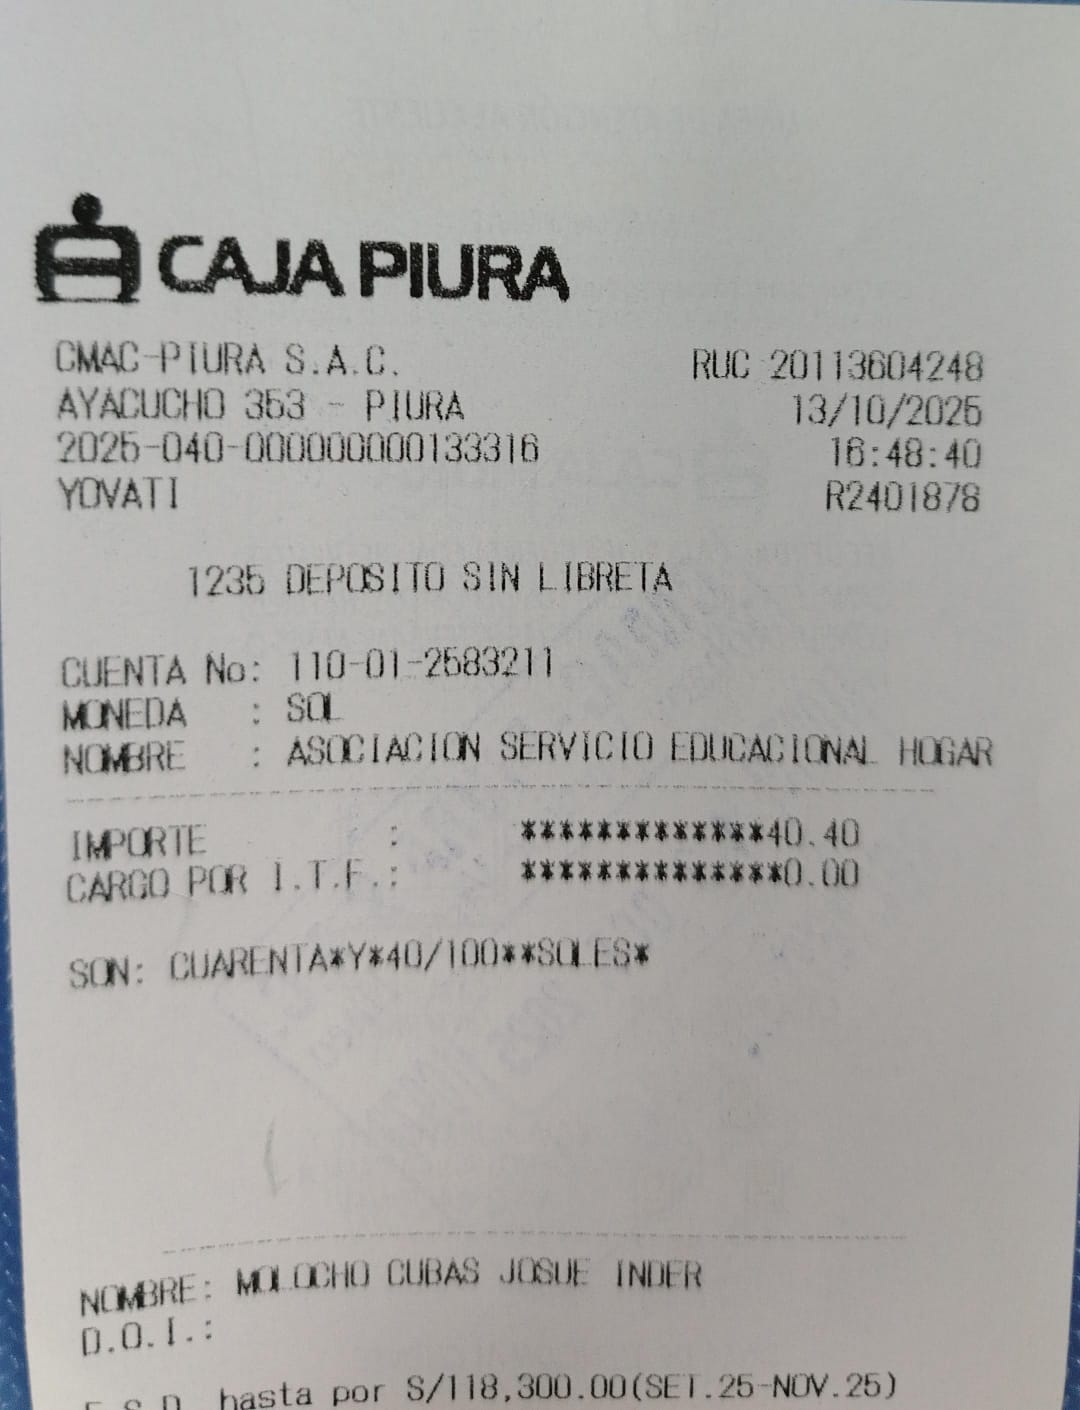 CAJA PIURA
CMAC-PIURA S.A.C. RUC 20113604248
AYACUCHO 353 - PIURA 13/10/2025
2025-040-000000000133316 16:48:40
YOVATI R2401878
1235 DEPOSITO SIN LIBRETA
CUENTA No: 110-01-2583211
MONEDA : SOL
NOMBRE : ASOCIACION SERVICIO EDUCACIONAL HOGAR
IMPORTE : *************40.40
CARGO POR I.T.F.: **************0.00
SON: CUARENTA*Y*40/100**SOLES*
NOMBRE: MOLOCHO CUBAS JOSUE INDER
D.O.I.:
F.S.D. hasta por S/118,300.00(SET.25-NOV.25)